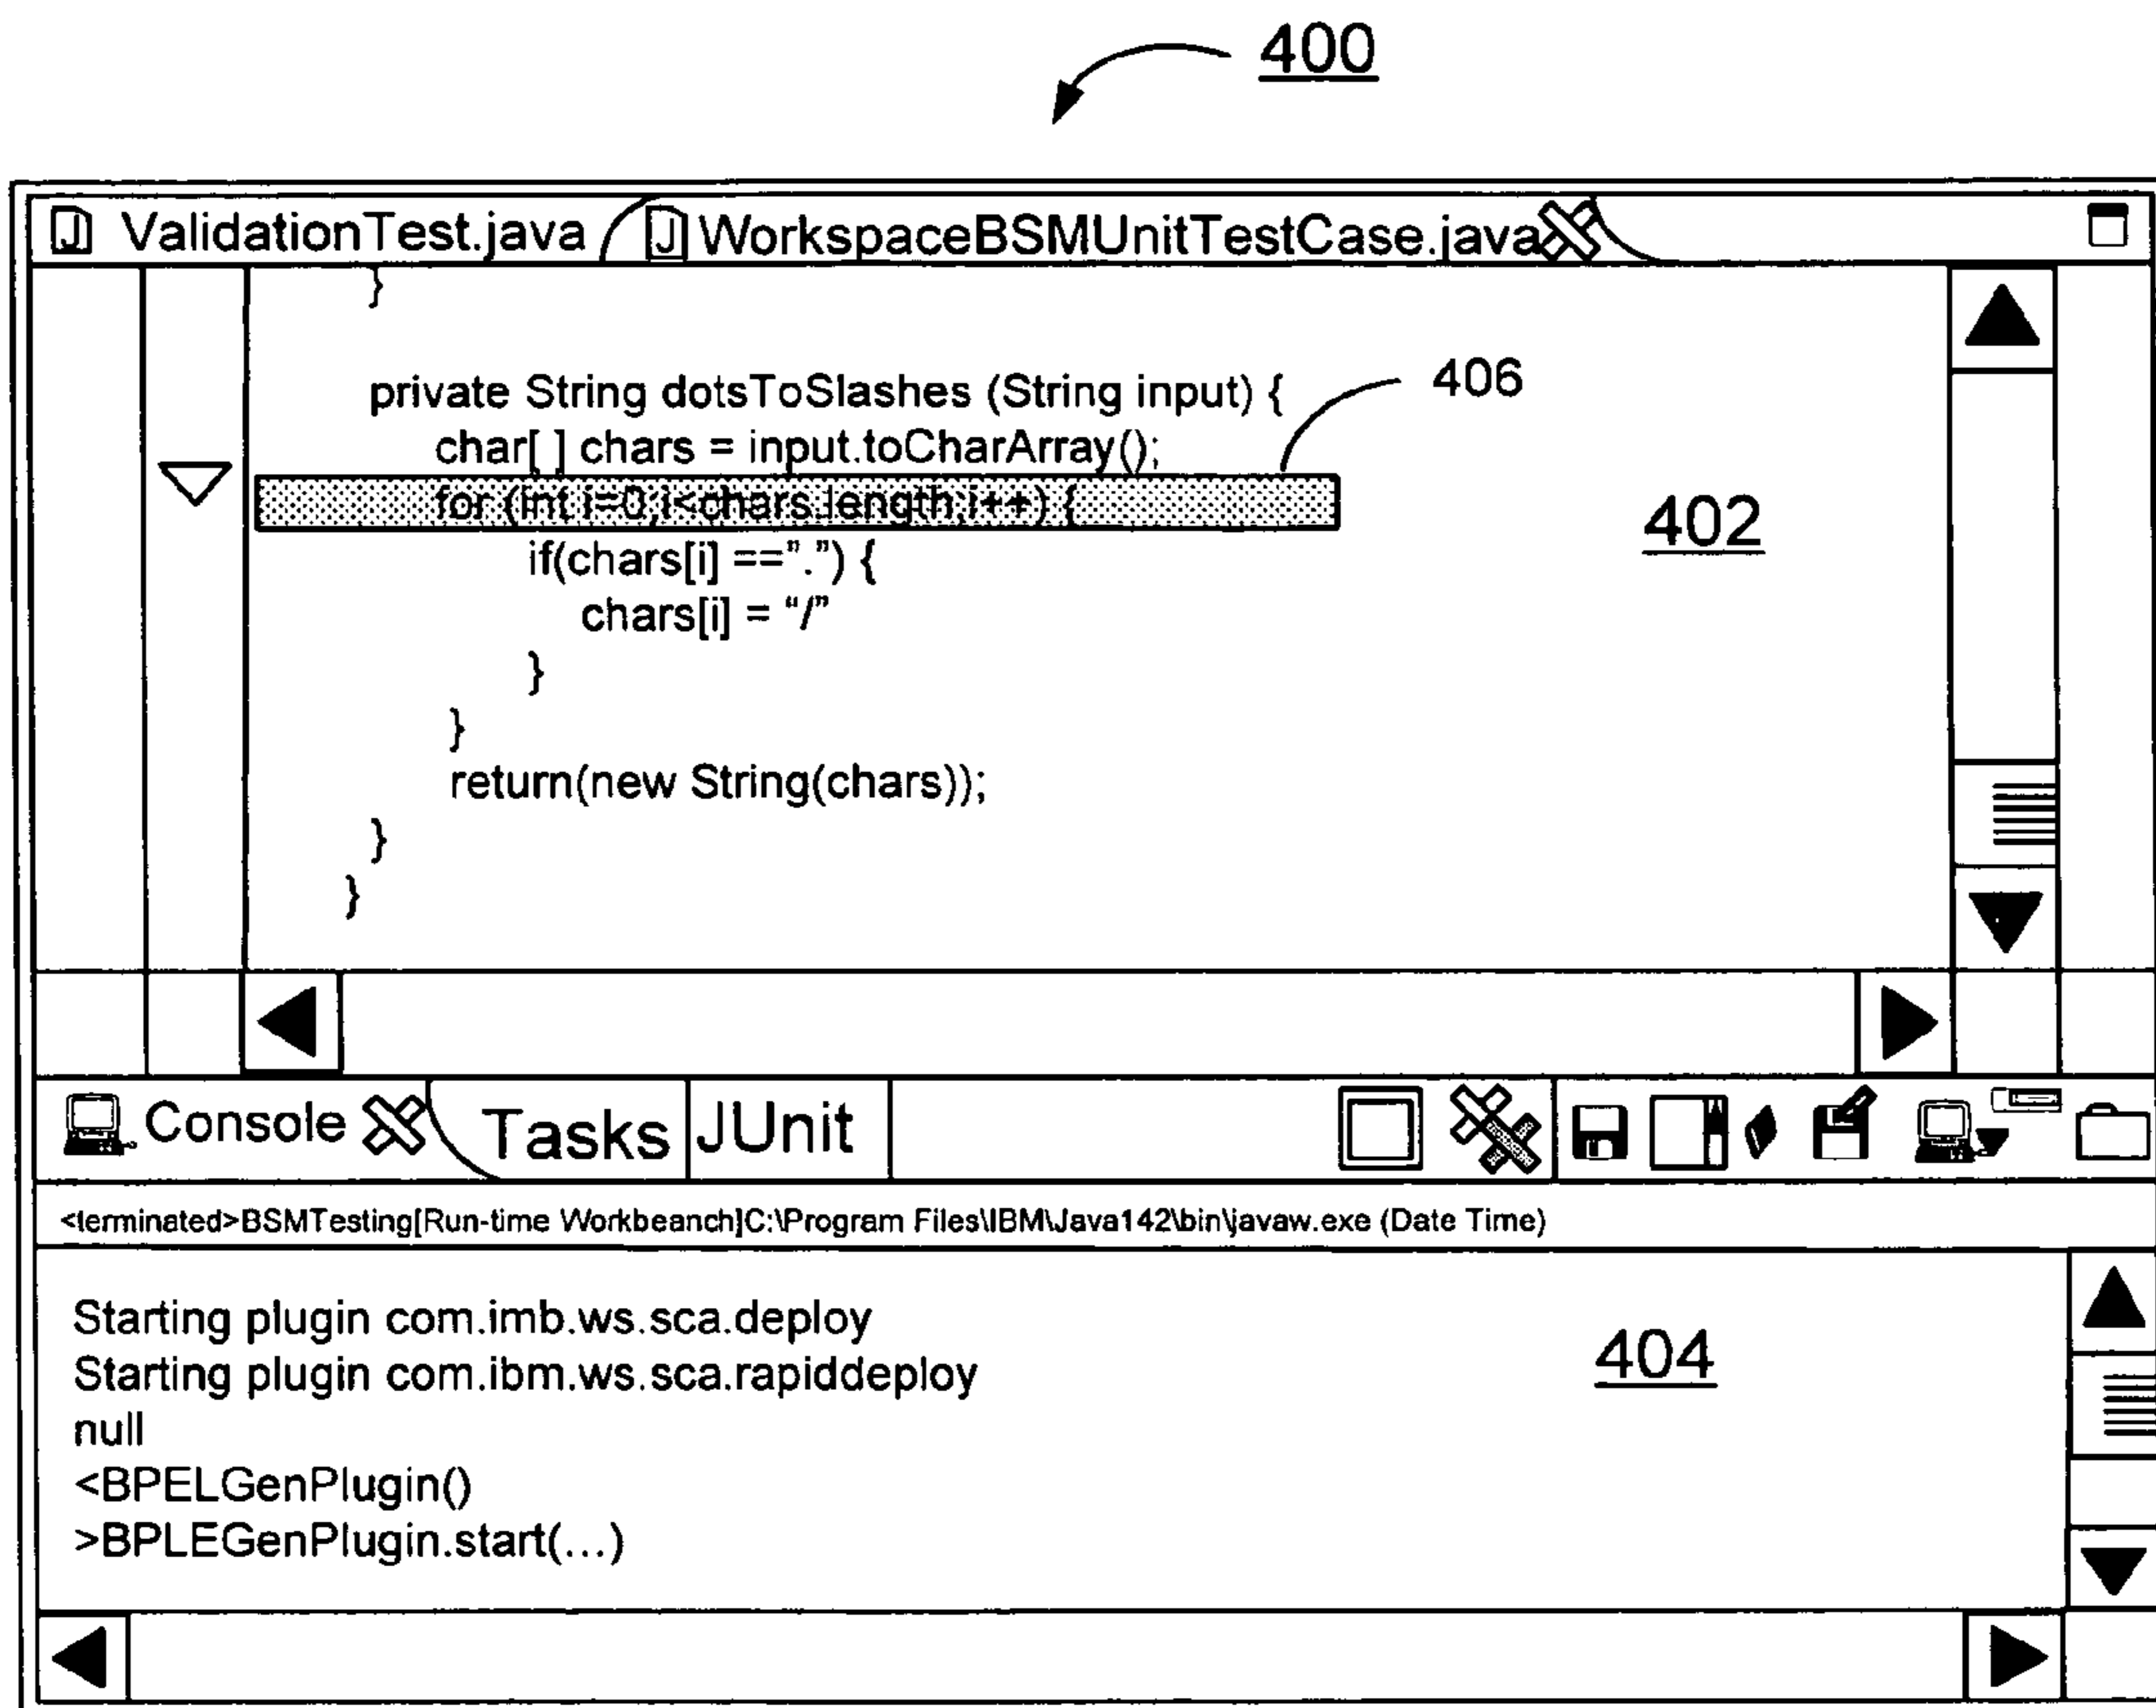 400
ValidationTest.java WorkspaceBSMUnitTestCase.java
}
private String dotsToSlashes (String input) { 406
char[ ] chars = input.toCharArray();
for (int i=0;i<chars.length;i++) {
402
if(chars[i] ==".") {
chars[i] = “/”
}
}
return(new String(chars));
}
}
Console Tasks JUnit
<terminated>BSMTesting[Run-time Workbeanch]C:\Program Files\IBM\Java142\bin\javaw.exe (Date Time)
Starting plugin com.imb.ws.sca.deploy
404
Starting plugin com.ibm.ws.sca.rapiddeploy
null
<BPELGenPlugin()
>BPLEGenPlugin.start(...)